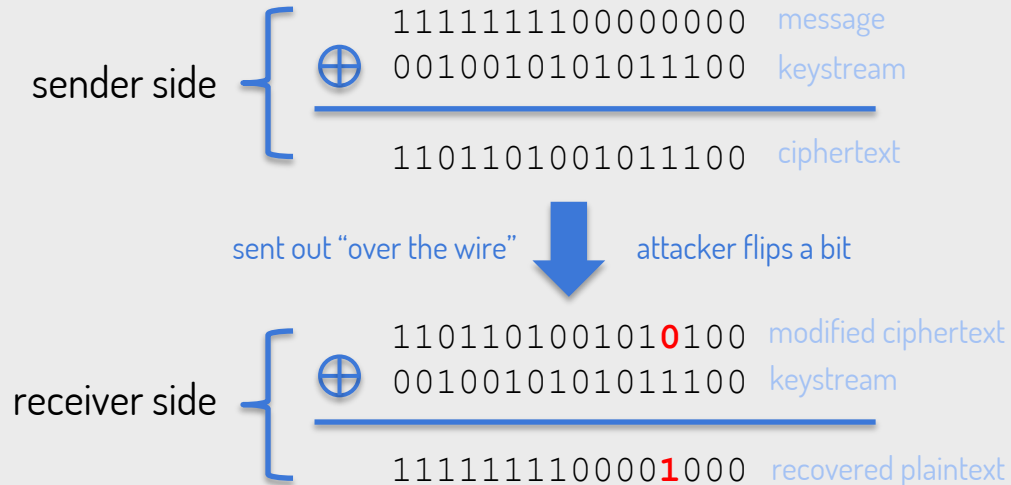 1111111100000000 message
sender side
⊕ 0010010101011100 keystream
1101101001011100 ciphertext
sent out “over the wire” attacker flips a bit
1101101001010100 modified ciphertext
⊕ 0010010101011100 keystream
receiver side
1111111100001000 recovered plaintext